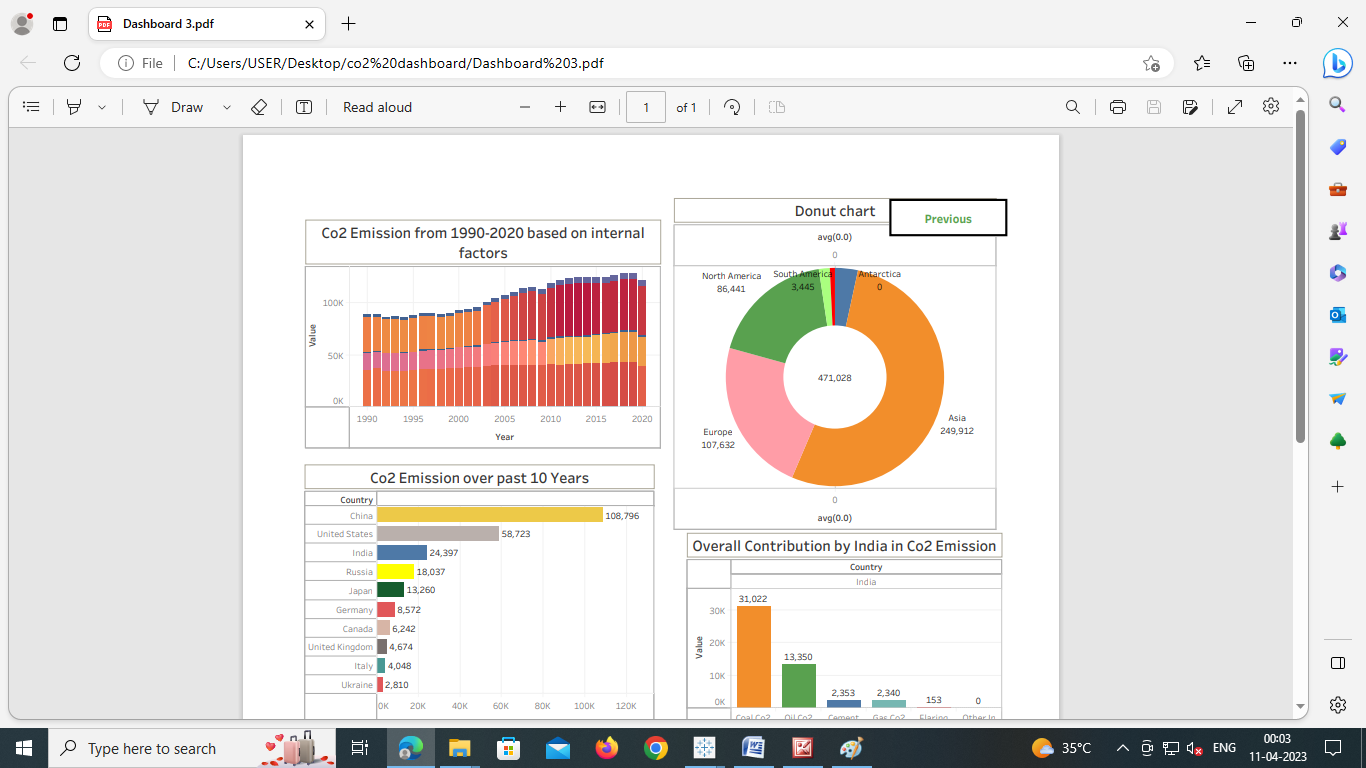 Dashboard 3.pdf
File
C:/Users/USER/Desktop/co2%20dashboard/Dashboard%203.pdf
Draw
Read aloud
1
of 1
Co2 Emission from 1990-2020 based on internal
factors
Value
100K
50K
0K
1990
1995
2000
2005
2010
2015
2020
Year
Donut chart
Previous
avg(0.0)
0
North America
86,441
South America
3,445
Antarctica
0
471,028
Asia
249,912
Europe
107,632
0
avg(0.0)
Co2 Emission over past 10 Years
Country
China 108,796
United States 58,723
India 24,397
Russia 18,037
Japan 13,260
Germany 8,572
Canada 6,242
United Kingdom 4,674
Italy 4,048
Ukraine 2,810
0K 20K 40K 60K 80K 100K 120K
Overall Contribution by India in Co2 Emission
Country
India
Value
30K
20K
10K
0K
31,022
13,350
2,353
2,340
153
0
Coal Co2 Oil Co2 Cement Gas Co2 Flaring Other In
Type here to search
35°C
ENG
00:03
11-04-2023